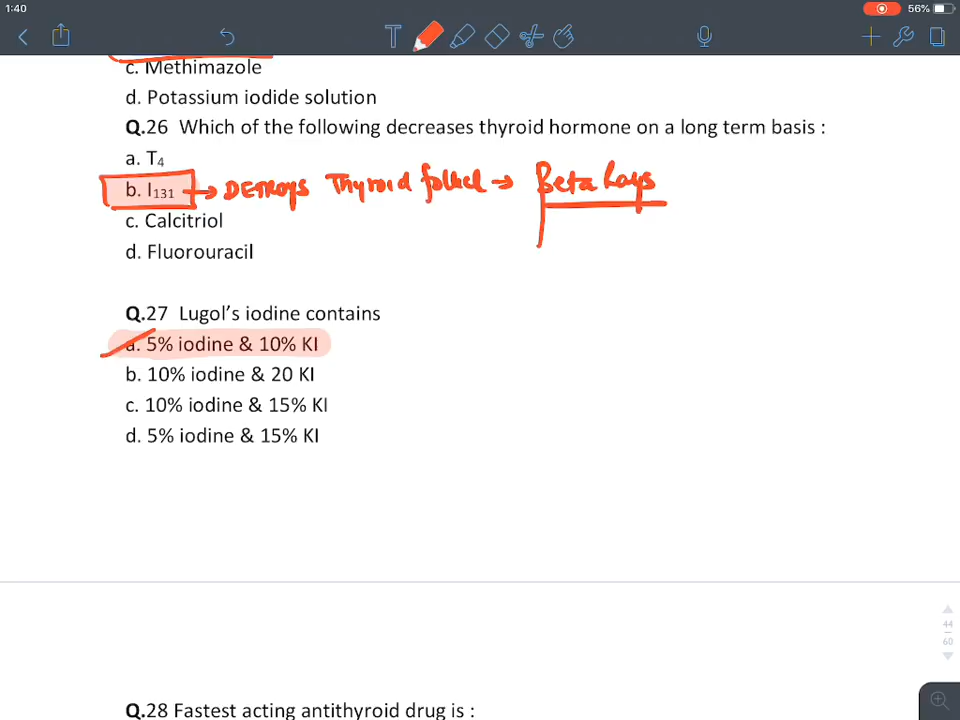 1:40
56%
T
c. Methimazole
d. Potassium iodide solution
Q.26 Which of the following decreases thyroid hormone on a long term basis :
a. T4
b. I131 → DETROYS Thyroid follicl → Beta Rays
c. Calcitriol
d. Fluorouracil
Q.27 Lugol’s iodine contains
a. 5% iodine & 10% KI
b. 10% iodine & 20 KI
c. 10% iodine & 15% KI
d. 5% iodine & 15% KI
44
60
Q.28 Fastest acting antithyroid drug is :